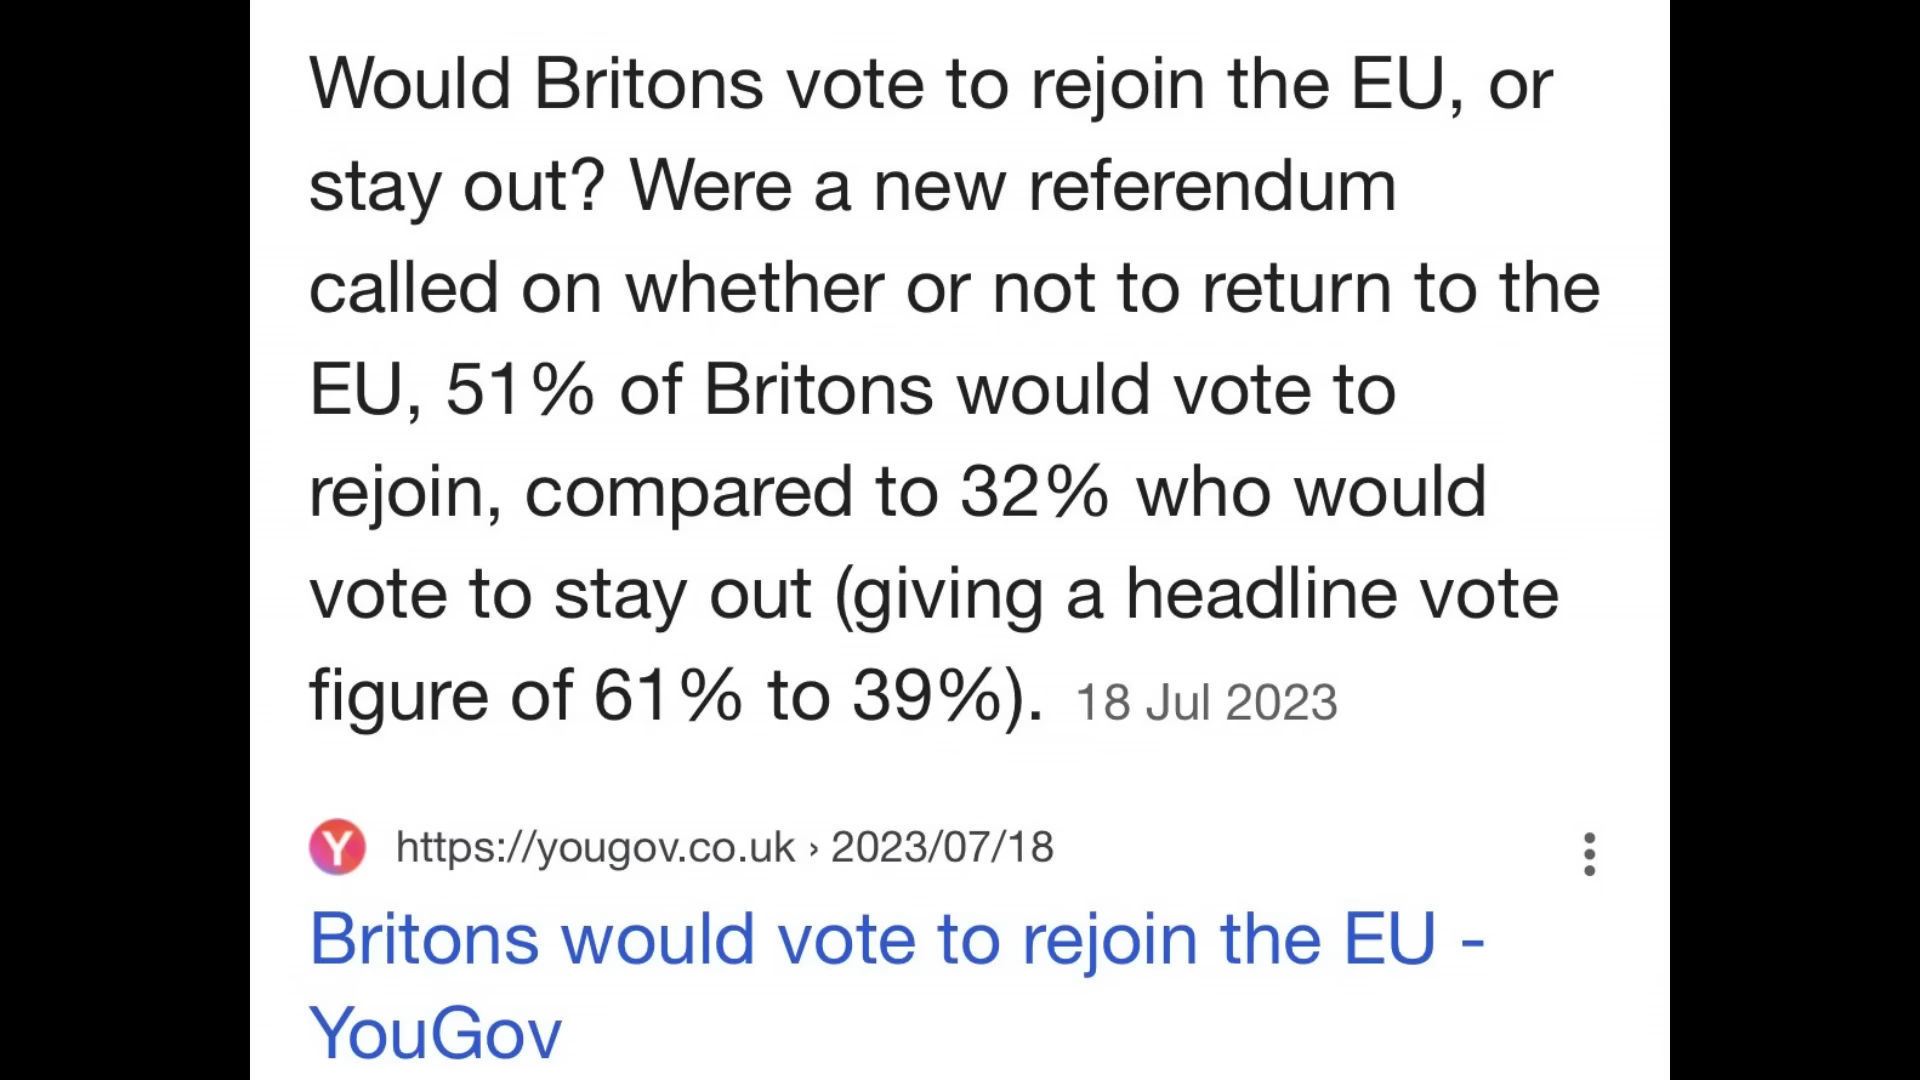 Would Britons vote to rejoin the EU, or
stay out? Were a new referendum
called on whether or not to return to the
EU, 51% of Britons would vote to
rejoin, compared to 32% who would
vote to stay out (giving a headline vote
figure of 61% to 39%). 18 Jul 2023
Y https://yougov.co.uk › 2023/07/18
Britons would vote to rejoin the EU -
YouGov